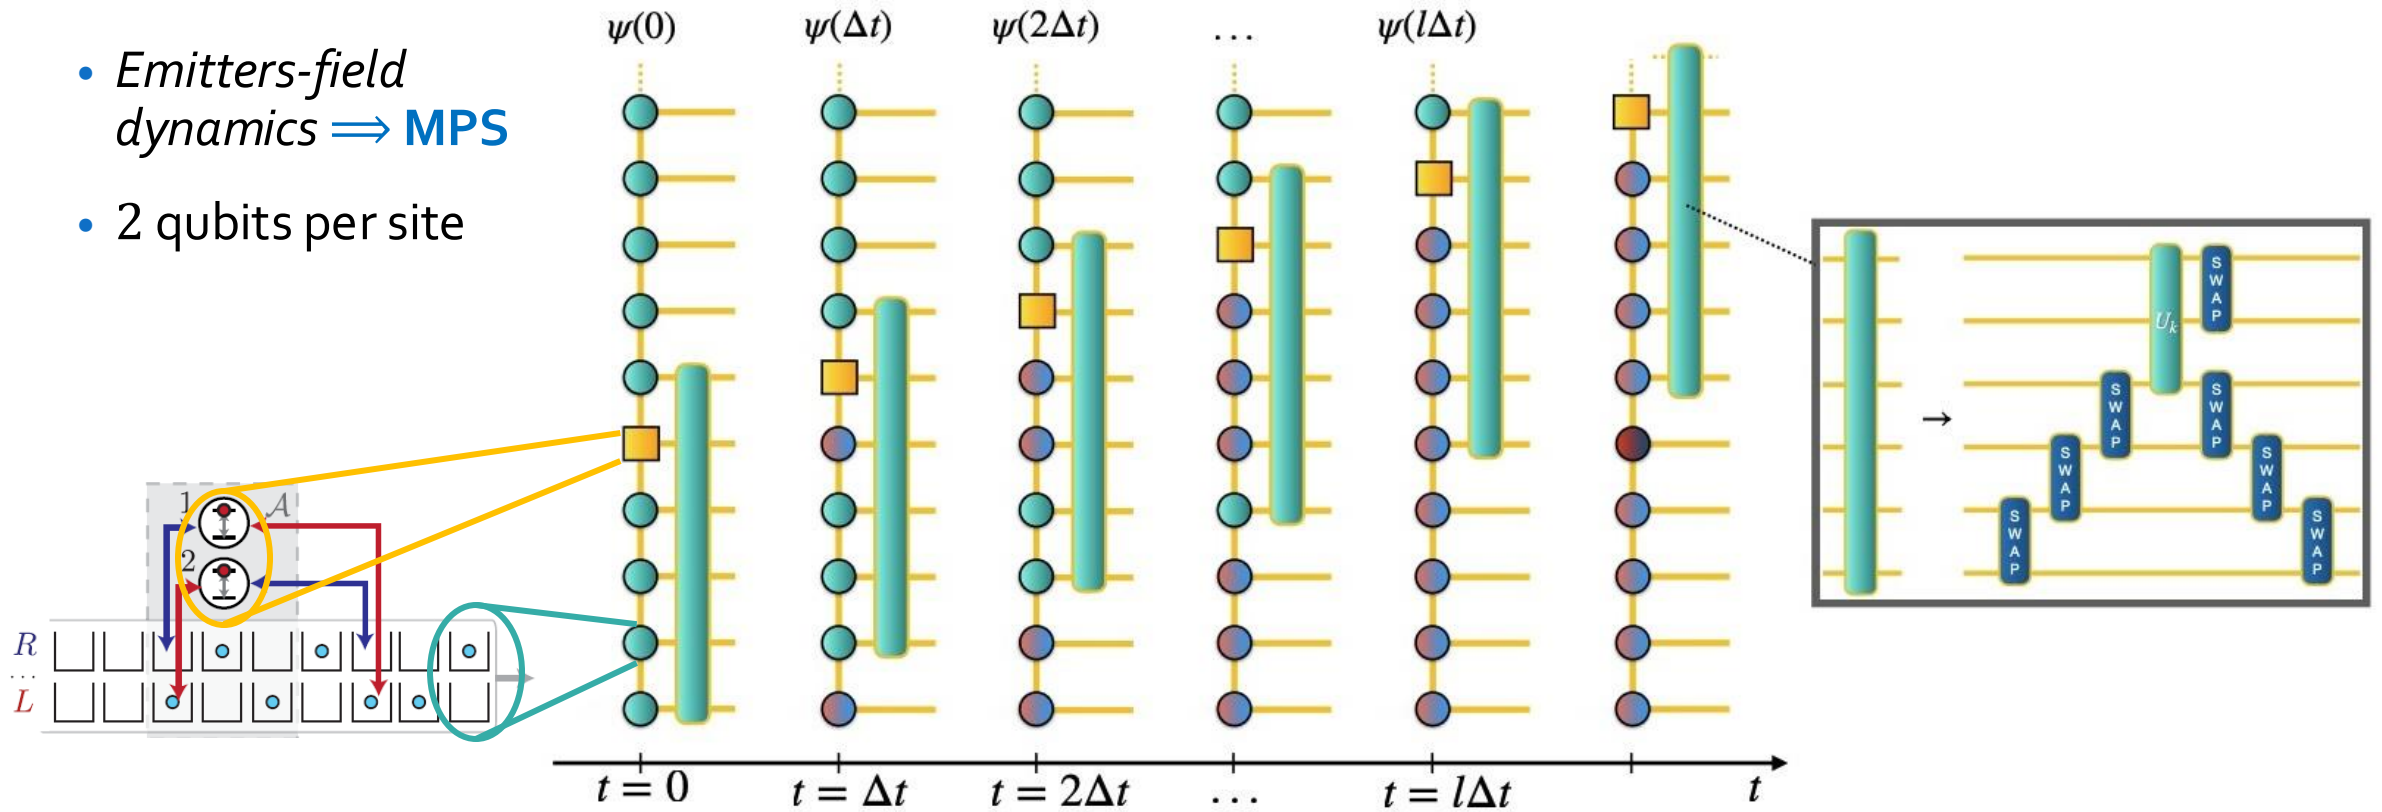 • Emitters-field
dynamics ⟹ MPS
• 2 qubits per site
ψ(0) ψ(Δt) ψ(2Δt) ... ψ(lΔt)
1 𝒜
2
R
...
L
U_k
SWAP
SWAP
SWAP
SWAP
SWAP
SWAP
SWAP
SWAP
→
t = 0 t = Δt t = 2Δt ... t = lΔt t